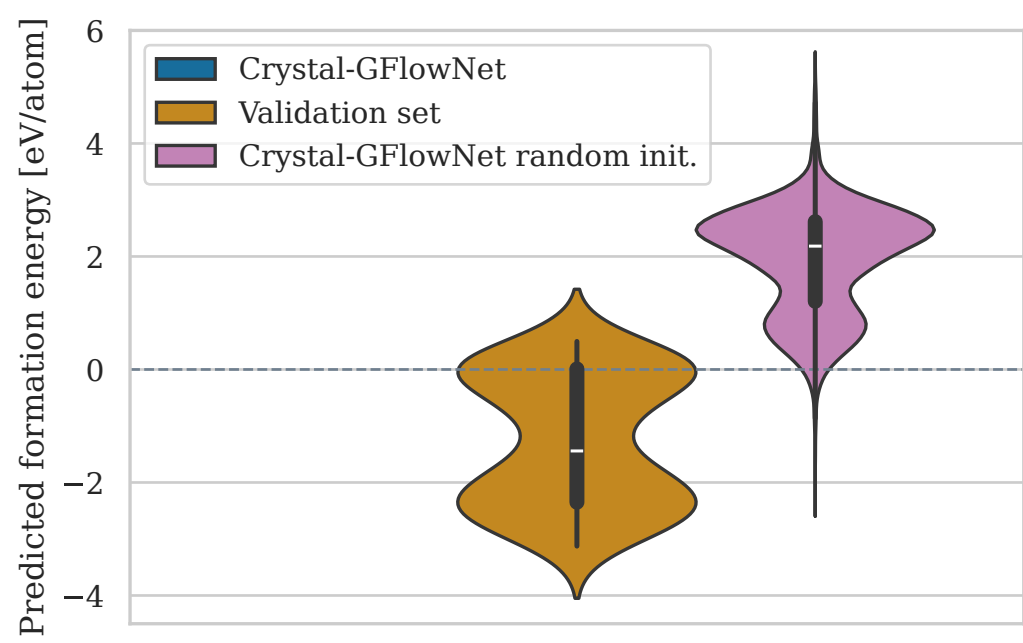 Predicted formation energy [eV/atom]
6
4
2
0
−2
−4
Crystal-GFlowNet
Validation set
Crystal-GFlowNet random init.